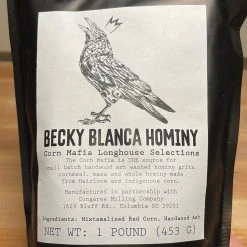 BECKY BLANCA HOMINY
Corn Mafia Longhouse Selections
The Corn Mafia is THE source for
small batch hardwood ash washed hominy grits,
cornmeal, masa and whole hominy made
from Heirloom and Indigenous corn.
Manufactured in partnership with
Congaree Milling Company
1629 Bluff Rd., Columbia SC 29201
Ingredients: Nixtamalized Red Corn, Hardwood Ash
NET WT: 1 POUND (453 G)